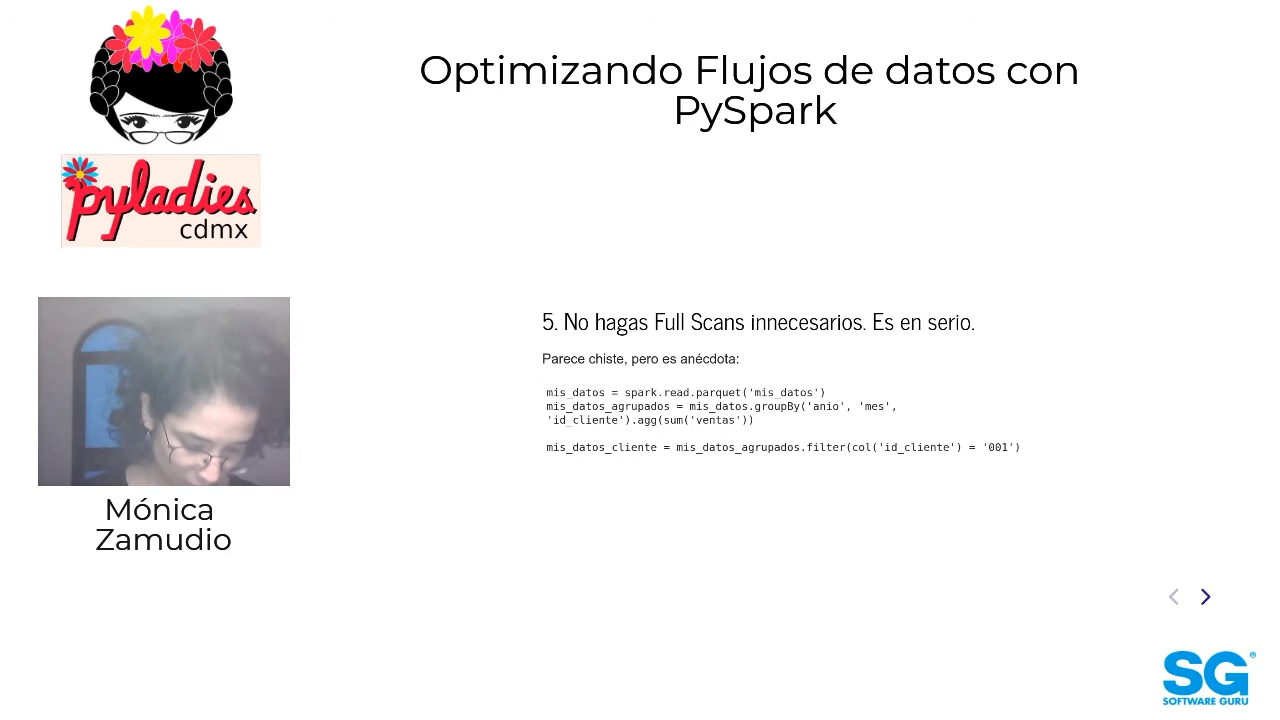 Optimizando Flujos de datos con
PySpark
pyladies
cdmx
5. No hagas Full Scans innecesarios. Es en serio.
Parece chiste, pero es anécdota:
mis_datos = spark.read.parquet('mis_datos')
mis_datos_agrupados = mis_datos.groupBy('anio', 'mes',
'id_cliente').agg(sum('ventas'))
mis_datos_cliente = mis_datos_agrupados.filter(col('id_cliente') = '001')
Mónica
Zamudio
SG®
SOFTWARE GURU